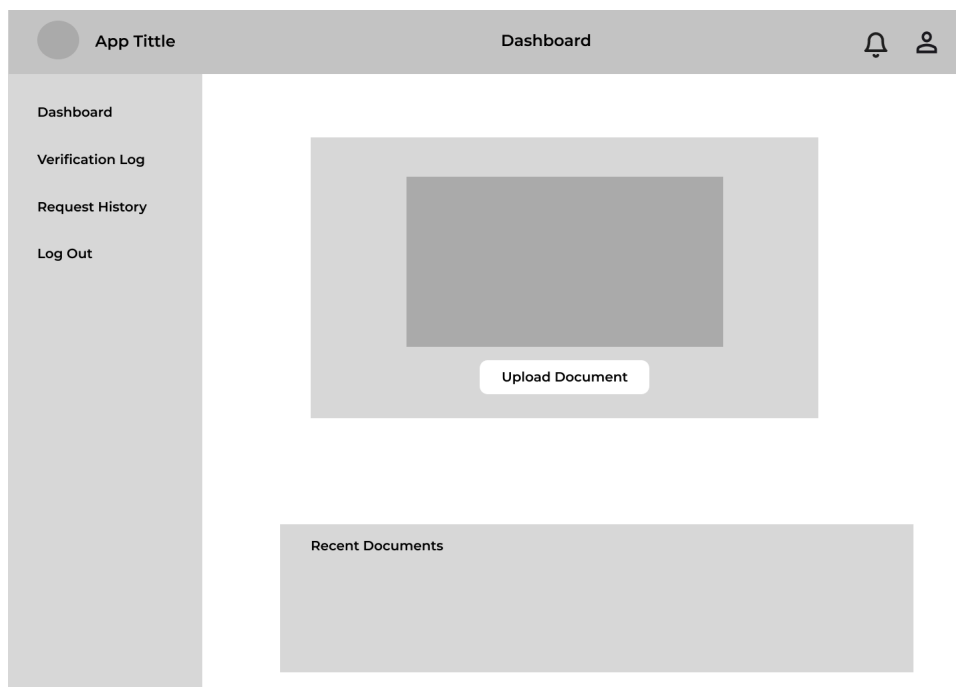 App Tittle
Dashboard
Dashboard
Verification Log
Request History
Log Out
Upload Document
Recent Documents